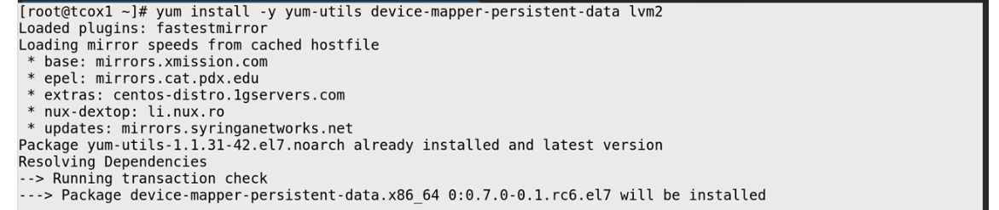 [root@tcox1 ~]# yum install -y yum-utils device-mapper-persistent-data lvm2
Loaded plugins: fastestmirror
Loading mirror speeds from cached hostfile
 * base: mirrors.xmission.com
 * epel: mirrors.cat.pdx.edu
 * extras: centos-distro.1gservers.com
 * nux-dextop: li.nux.ro
 * updates: mirrors.syringanetworks.net
Package yum-utils-1.1.31-42.el7.noarch already installed and latest version
Resolving Dependencies
--> Running transaction check
---> Package device-mapper-persistent-data.x86_64 0:0.7.0-0.1.rc6.el7 will be installed